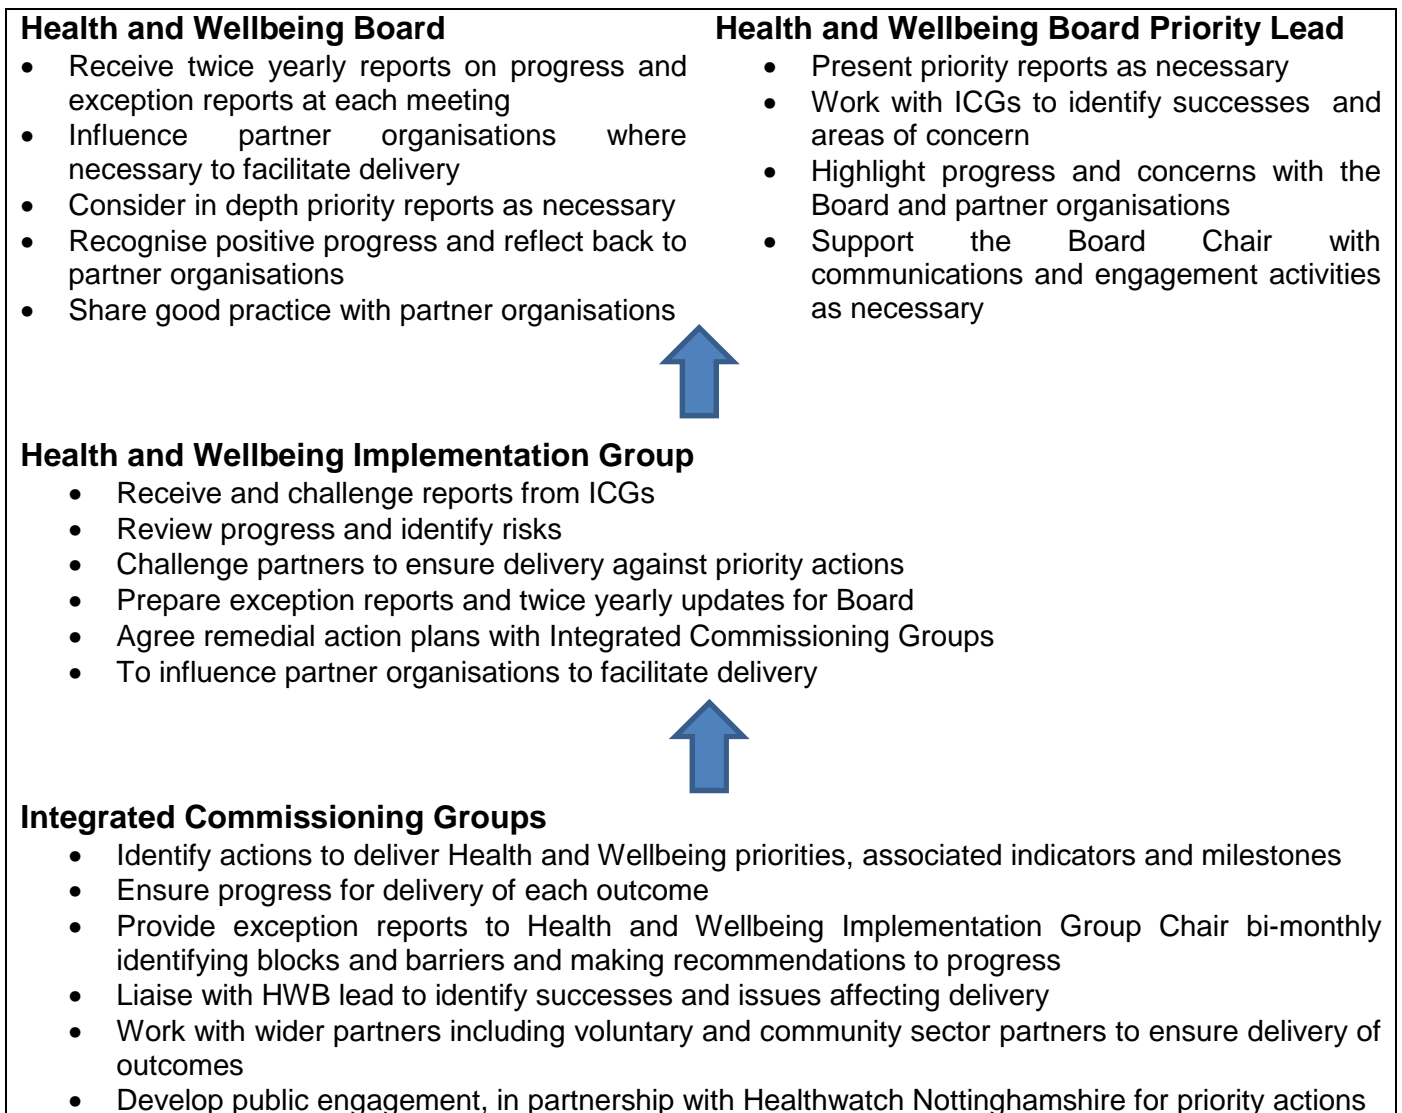 Health and Wellbeing Board
• Receive twice yearly reports on progress and
exception reports at each meeting
• Influence partner organisations where
necessary to facilitate delivery
• Consider in depth priority reports as necessary
• Recognise positive progress and reflect back to
partner organisations
• Share good practice with partner organisations
Health and Wellbeing Board Priority Lead
• Present priority reports as necessary
• Work with ICGs to identify successes and
areas of concern
• Highlight progress and concerns with the
Board and partner organisations
• Support the Board Chair with
communications and engagement activities
as necessary
Health and Wellbeing Implementation Group
• Receive and challenge reports from ICGs
• Review progress and identify risks
• Challenge partners to ensure delivery against priority actions
• Prepare exception reports and twice yearly updates for Board
• Agree remedial action plans with Integrated Commissioning Groups
• To influence partner organisations to facilitate delivery
Integrated Commissioning Groups
• Identify actions to deliver Health and Wellbeing priorities, associated indicators and milestones
• Ensure progress for delivery of each outcome
• Provide exception reports to Health and Wellbeing Implementation Group Chair bi-monthly
identifying blocks and barriers and making recommendations to progress
• Liaise with HWB lead to identify successes and issues affecting delivery
• Work with wider partners including voluntary and community sector partners to ensure delivery of
outcomes
• Develop public engagement, in partnership with Healthwatch Nottinghamshire for priority actions